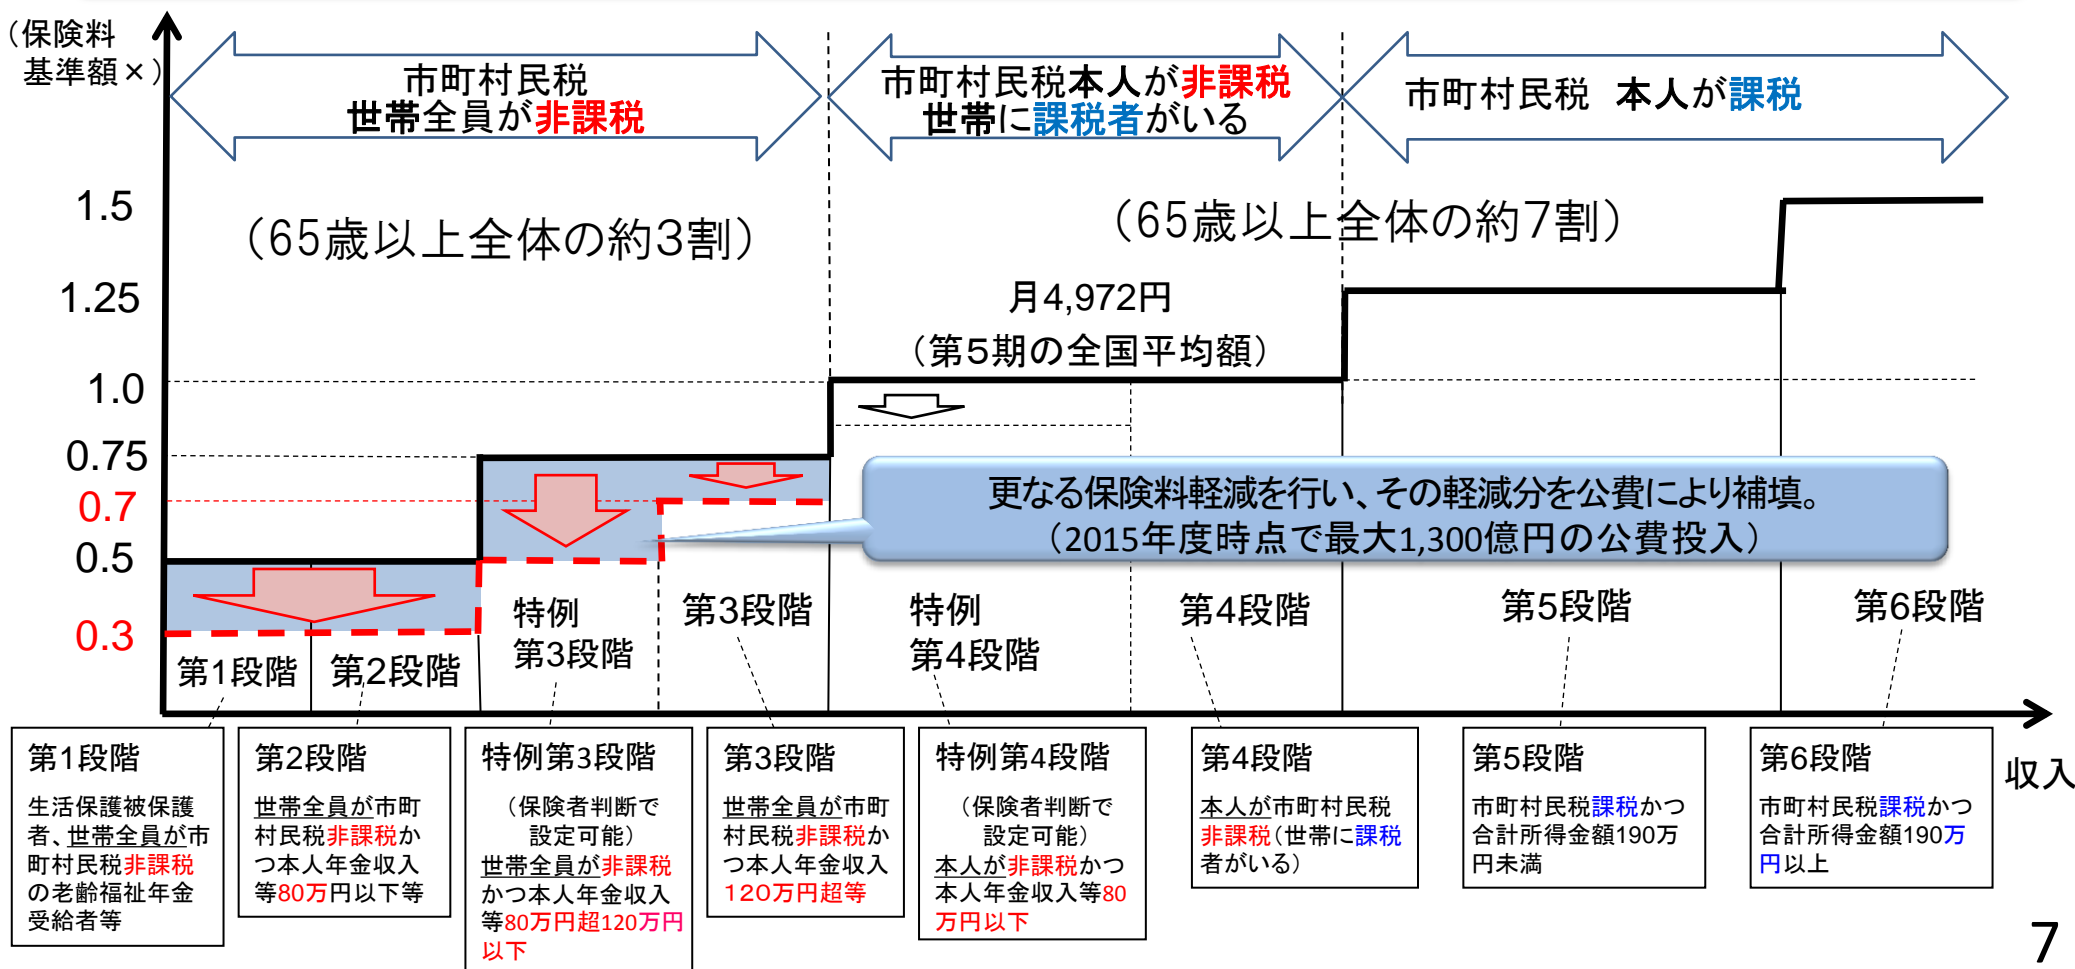 （保険料
基準額×）
市町村民税
世帯全員が非課税
市町村民税本人が非課税
世帯に課税者がいる
市町村民税　本人が課税
（65歳以上全体の約3割）
（65歳以上全体の約7割）
1.5
1.25
1.0
0.75
0.7
0.5
0.3
月4,972円
（第5期の全国平均額）
更なる保険料軽減を行い、その軽減分を公費により補填。
（2015年度時点で最大1,300億円の公費投入）
第1段階
第2段階
特例
第3段階
第3段階
特例
第4段階
第4段階
第5段階
第6段階
収入
第1段階
生活保護被保護
者、世帯全員が市
町村民税非課税
の老齢福祉年金
受給者等
第2段階
世帯全員が市町
村民税非課税か
つ本人年金収入
等80万円以下等
特例第3段階
（保険者判断で
設定可能）
世帯全員が非課税
かつ本人年金収入
等80万円超120万円
以下
第3段階
世帯全員が市町
村民税非課税か
つ本人年金収入
１２０万円超等
特例第4段階
（保険者判断で
設定可能）
本人が非課税かつ
本人年金収入等80
万円以下
第4段階
本人が市町村民税
非課税（世帯に課税
者がいる）
第5段階
市町村民税課税かつ
合計所得金額190万
円未満
第6段階
市町村民税課税かつ
合計所得金額190万
円以上
7